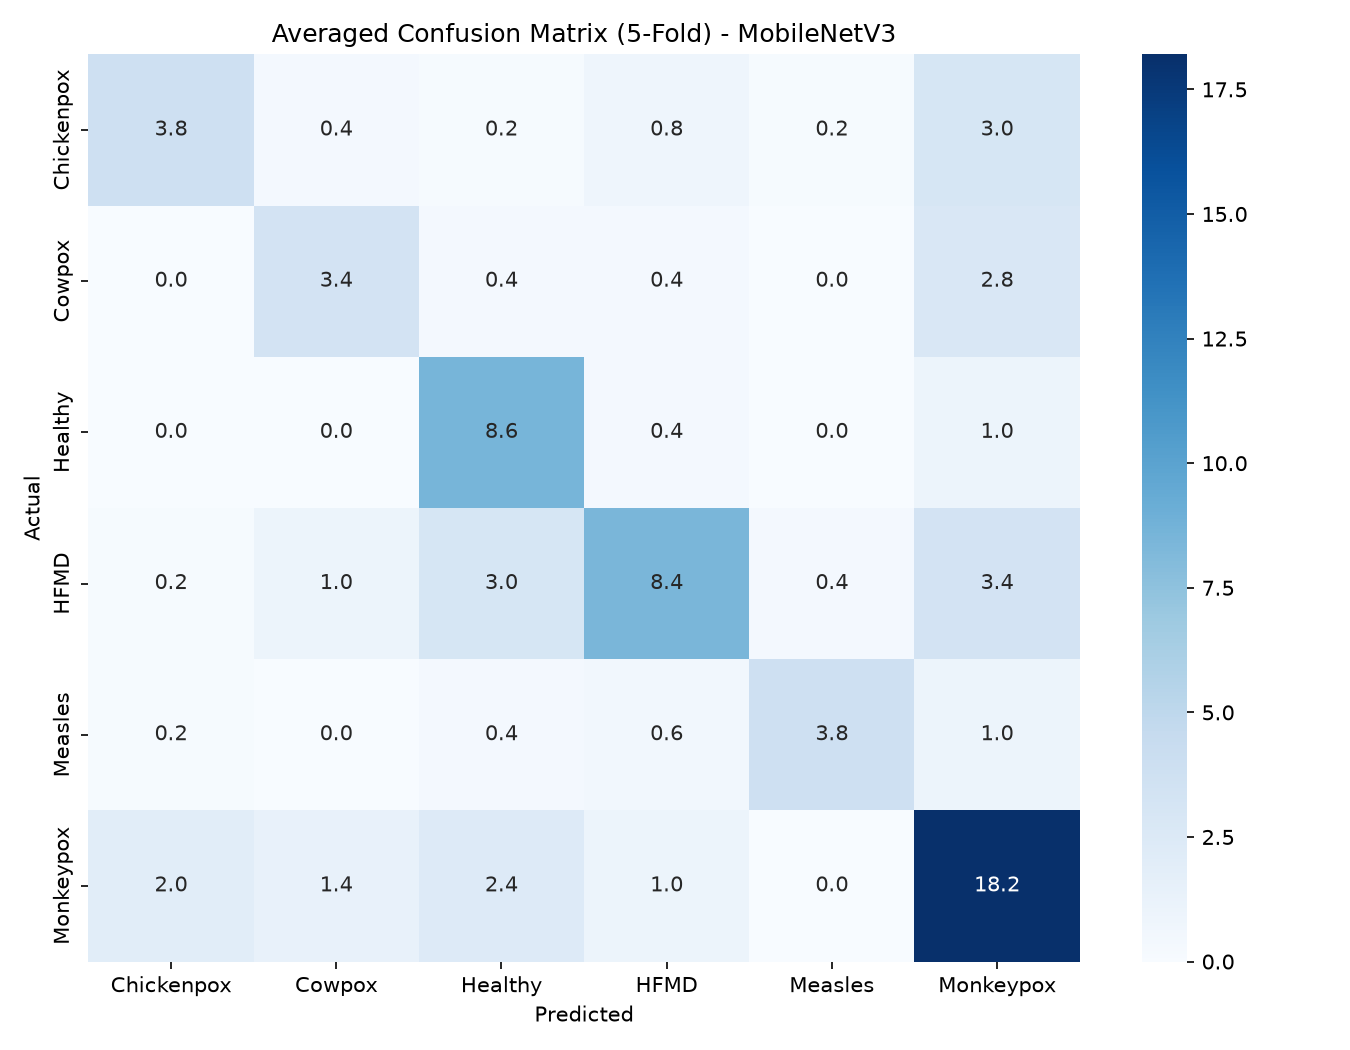 Averaged Confusion Matrix (5-Fold) - MobileNetV3
Actual
Chickenpox 3.8 0.4 0.2 0.8 0.2 3.0
Cowpox 0.0 3.4 0.4 0.4 0.0 2.8
Healthy 0.0 0.0 8.6 0.4 0.0 1.0
HFMD 0.2 1.0 3.0 8.4 0.4 3.4
Measles 0.2 0.0 0.4 0.6 3.8 1.0
Monkeypox 2.0 1.4 2.4 1.0 0.0 18.2
Chickenpox Cowpox Healthy HFMD Measles Monkeypox
Predicted
17.5
15.0
12.5
10.0
7.5
5.0
2.5
0.0